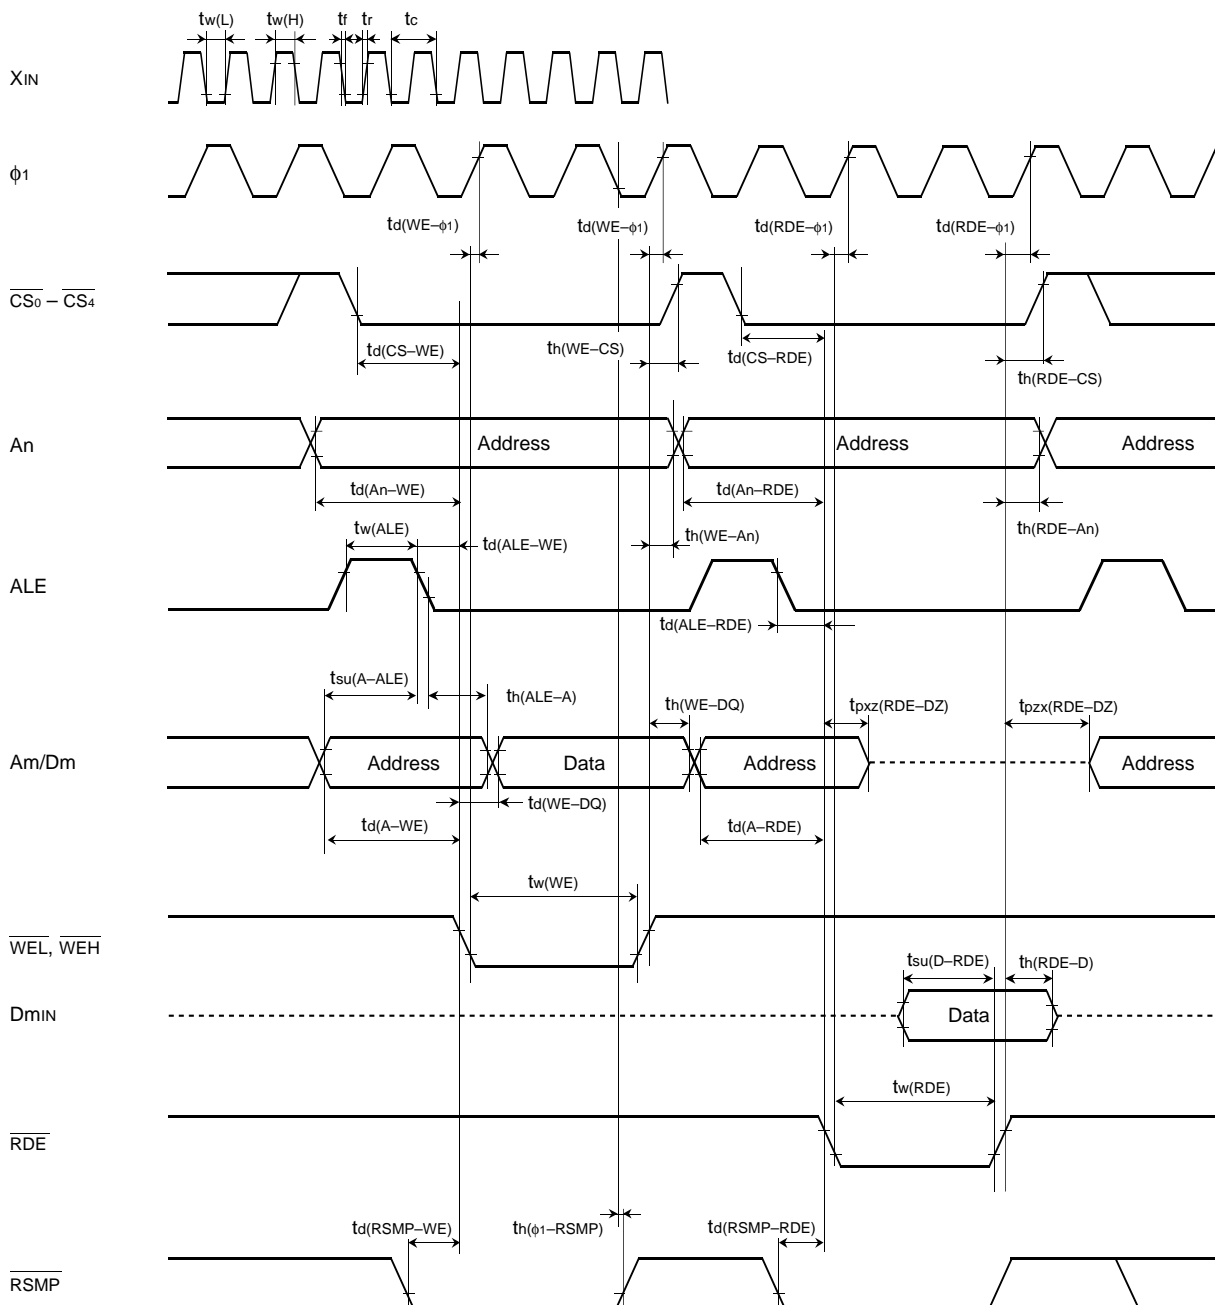 tw(L) tw(H) tf tr tc
XIN
ϕ1
td(WE–ϕ1) td(WE–ϕ1) td(RDE–ϕ1) td(RDE–ϕ1)
CS0 – CS4
td(CS–WE) th(WE–CS) td(CS–RDE) th(RDE–CS)
An Address Address Address
td(An–WE) td(An–RDE)
tw(ALE) td(ALE–WE) th(WE–An) th(RDE–An)
ALE
td(ALE–RDE)
tsu(A–ALE) th(ALE–A) th(WE–DQ) tpxz(RDE–DZ) tpzx(RDE–DZ)
Am/Dm Address Data Address Address
td(WE–DQ)
td(A–WE) td(A–RDE)
tw(WE)
WEL, WEH
tsu(D–RDE) th(RDE–D)
DmIN Data
tw(RDE)
RDE
td(RSMP–WE) th(ϕ1–RSMP) td(RSMP–RDE)
RSMP